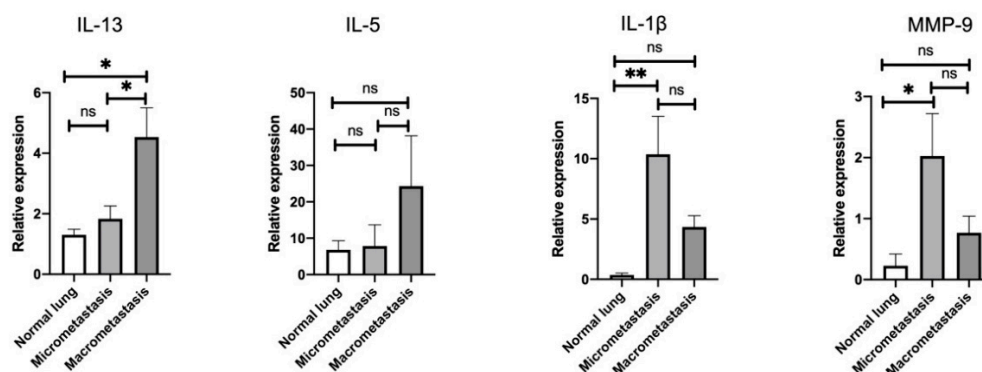 IL-13
*
*
ns
Relative expression
6
4
2
0
Normal lung
Micrometastasis
Macrometastasis
IL-5
ns
ns
ns
Relative expression
50
40
30
20
10
0
Normal lung
Micrometastasis
Macrometastasis
IL-1β
ns
**
ns
Relative expression
15
10
5
0
Normal lung
Micrometastasis
Macrometastasis
MMP-9
ns
ns
*
Relative expression
3
2
1
0
Normal lung
Micrometastasis
Macrometastasis